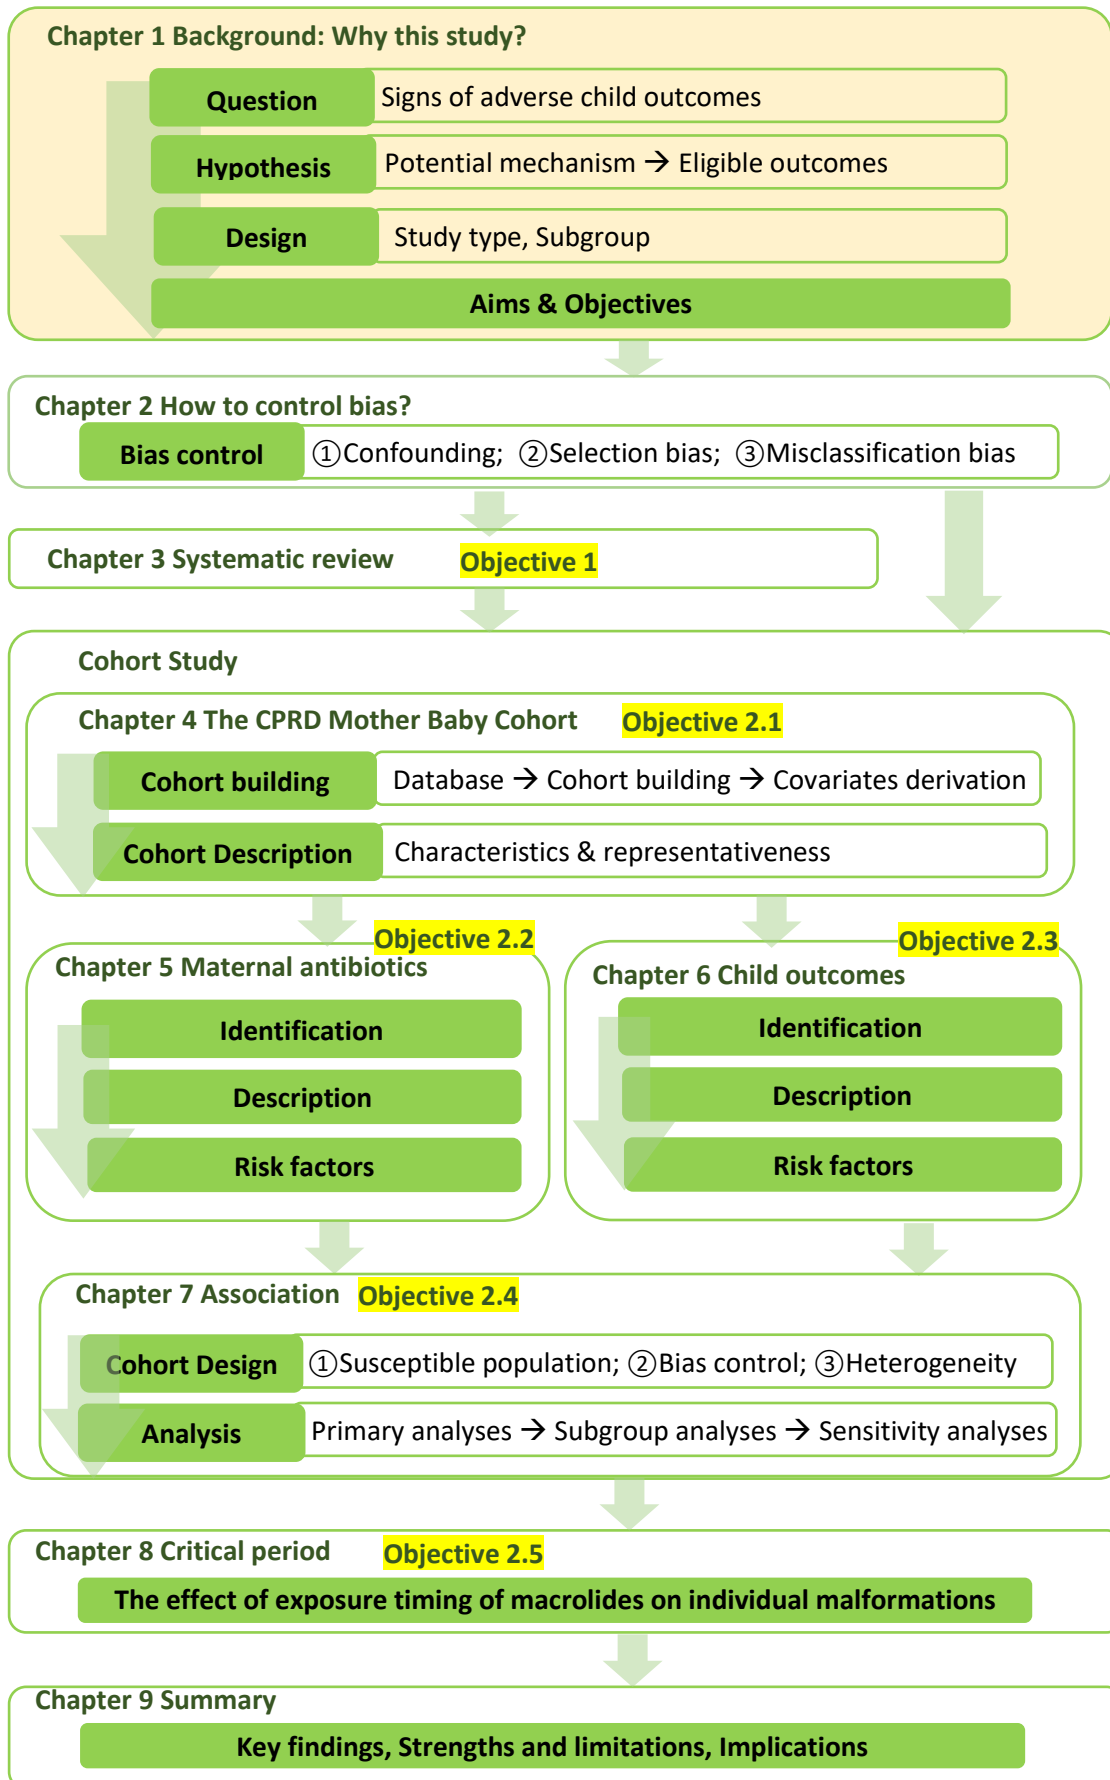 Chapter 1 Background: Why this study?
Question
Signs of adverse child outcomes
Hypothesis
Potential mechanism → Eligible outcomes
Design
Study type, Subgroup
Aims & Objectives
Chapter 2 How to control bias?
Bias control
①Confounding; ②Selection bias; ③Misclassification bias
Chapter 3 Systematic review
Objective 1
Cohort Study
Chapter 4 The CPRD Mother Baby Cohort
Objective 2.1
Cohort building
Database → Cohort building → Covariates derivation
Cohort Description
Characteristics & representativeness
Objective 2.2
Chapter 5 Maternal antibiotics
Identification
Description
Risk factors
Objective 2.3
Chapter 6 Child outcomes
Identification
Description
Risk factors
Chapter 7 Association
Objective 2.4
Cohort Design
①Susceptible population; ②Bias control; ③Heterogeneity
Analysis
Primary analyses → Subgroup analyses → Sensitivity analyses
Chapter 8 Critical period
Objective 2.5
The effect of exposure timing of macrolides on individual malformations
Chapter 9 Summary
Key findings, Strengths and limitations, Implications